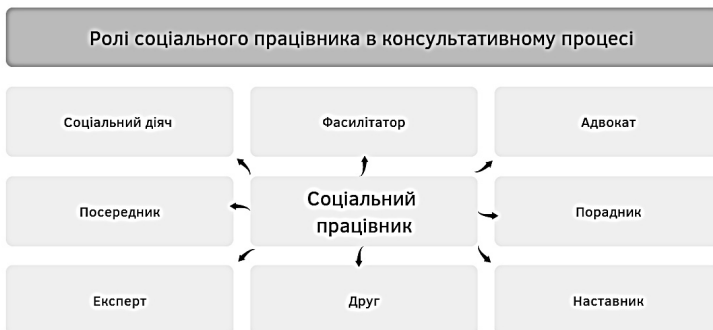 Ролі соціального працівника в консультативному процесі
Соціальний діяч
Фасилітатор
Адвокат
Посередник
Соціальний
працівник
Порадник
Експерт
Друг
Наставник